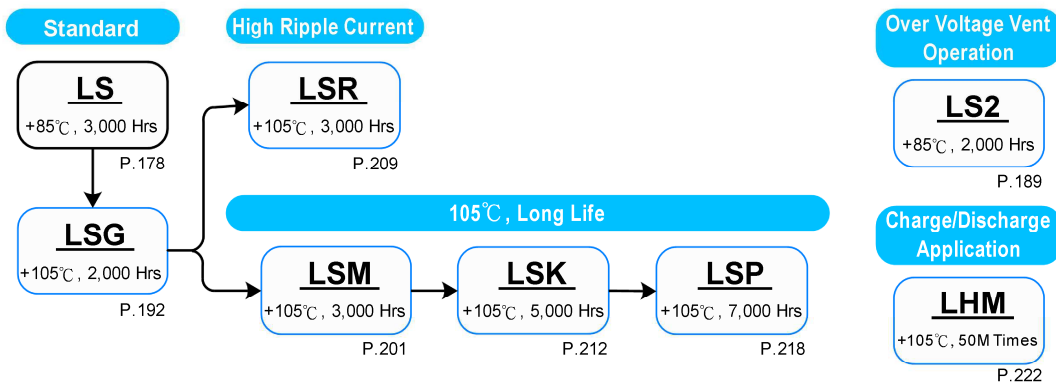 Standard
LS
+85℃, 3,000 Hrs
P.178
LSG
+105℃, 2,000 Hrs
P.192
High Ripple Current
LSR
+105℃, 3,000 Hrs
P.209
105℃, Long Life
LSM
+105℃, 3,000 Hrs
P.201
LSK
+105℃, 5,000 Hrs
P.212
LSP
+105℃, 7,000 Hrs
P.218
Over Voltage Vent
Operation
LS2
+85℃, 2,000 Hrs
P.189
Charge/Discharge
Application
LHM
+105℃, 50M Times
P.222